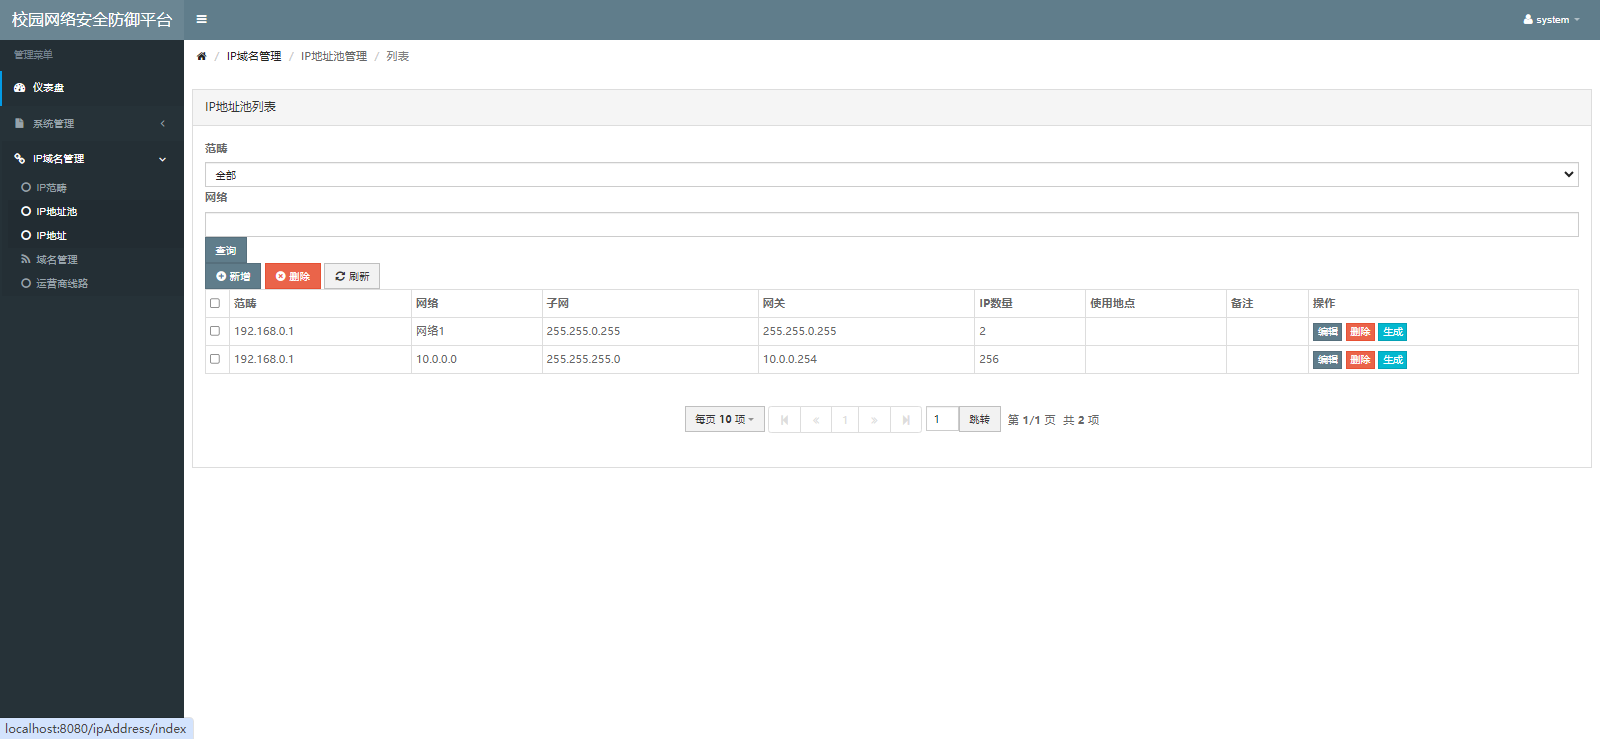 校园网络安全防御平台
system
管理菜单
仪表盘
系统管理
IP域名管理
IP范畴
IP地址池
IP地址
域名管理
运营商线路
/ IP域名管理 / IP地址池管理 / 列表
IP地址池列表
范畴
全部
网络
查询
新增 删除 刷新
范畴 网络 子网 网关 IP数量 使用地点 备注 操作
192.168.0.1 网络1 255.255.0.255 255.255.0.255 2 编辑 删除 生成
192.168.0.1 10.0.0.0 255.255.255.0 10.0.0.254 256 编辑 删除 生成
每页 10 项 « 1 » 1 跳转 第 1/1 页 共 2 项
localhost:8080/ipAddress/index